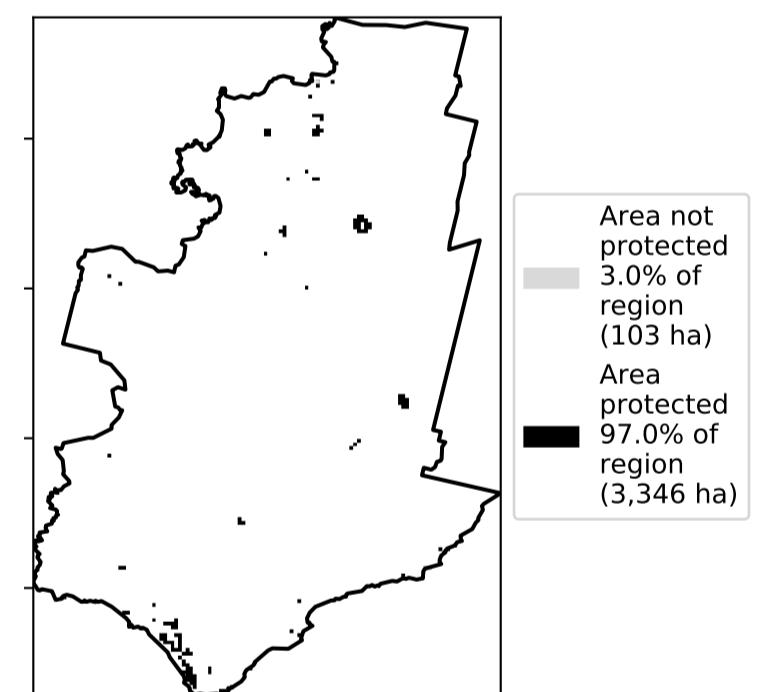 Area not
protected
3.0% of
region
(103 ha)
Area
protected
97.0% of
region
(3,346 ha)